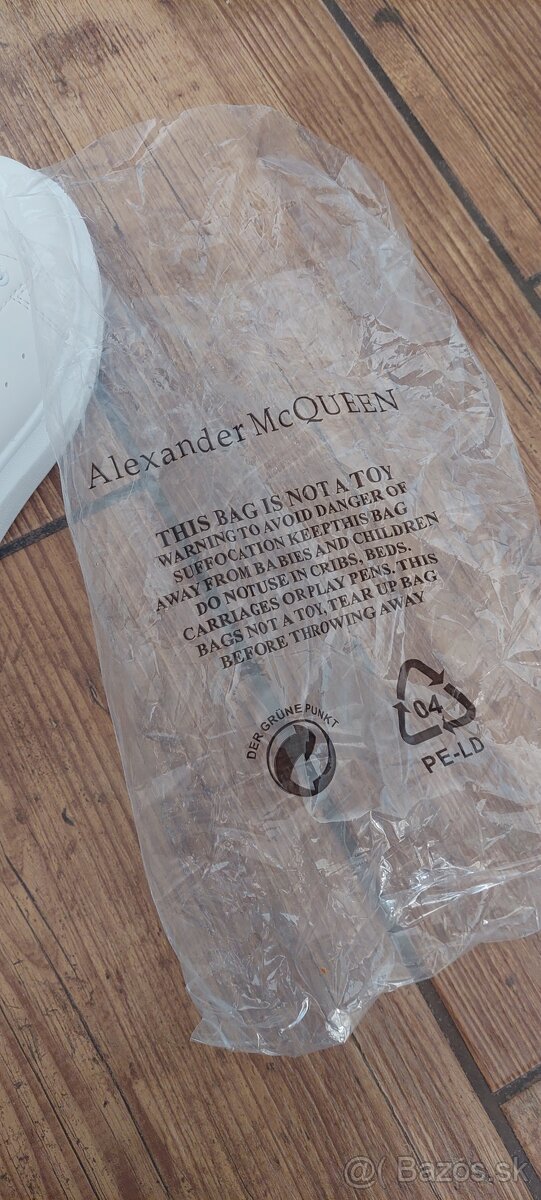 Alexander McQUEEN
THIS BAG IS NOT A TOY
WARNING TO AVOID DANGER OF
SUFFOCATION KEEPTHIS BAG
AWAY FROM BABIES AND CHILDREN
DO NOTUSE IN CRIBS, BEDS.
CARRIAGES ORPLAY PENS. THIS
BAGS NOT A TOY, TEAR UP BAG
BEFORE THROWING AWAY
DER GRÜNE PUNKT
04
PE-LD
@ Bazos.sk